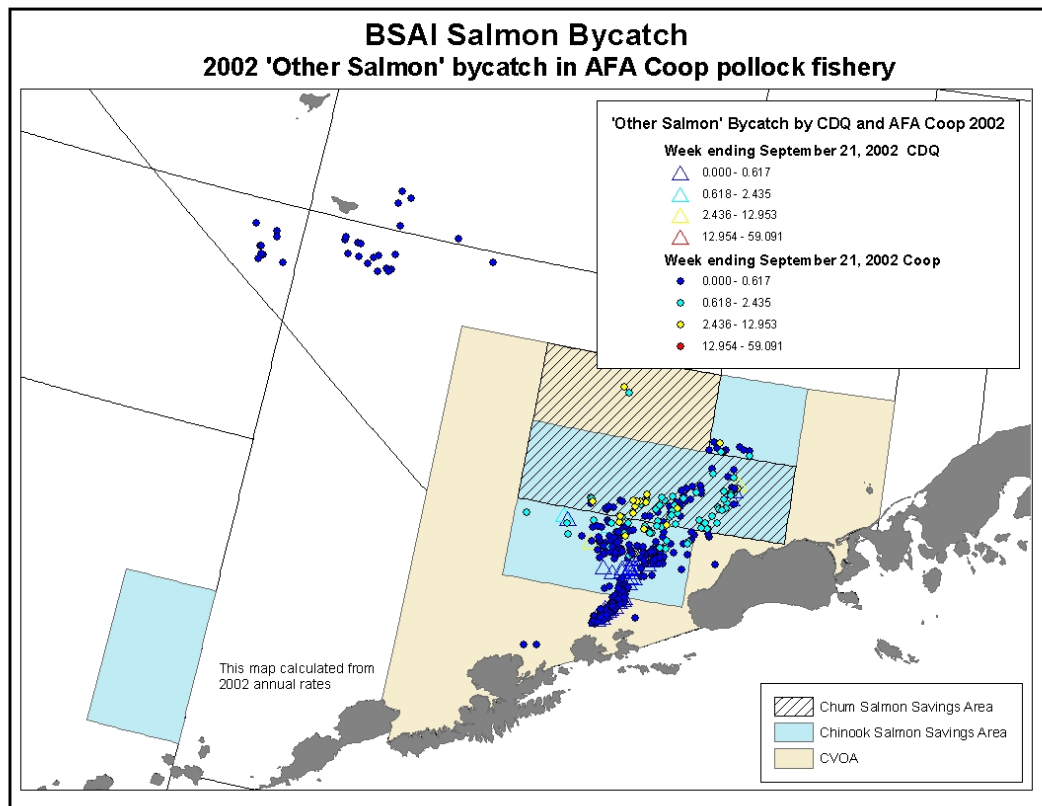 BSAI Salmon Bycatch
2002 'Other Salmon' bycatch in AFA Coop pollock fishery
'Other Salmon' Bycatch by CDQ and AFA Coop 2002
Week ending September 21, 2002 CDQ
0.000 - 0.617
0.618 - 2.435
2.436 - 12.953
12.954 - 59.091
Week ending September 21, 2002 Coop
0.000 - 0.617
0.618 - 2.435
2.436 - 12.953
12.954 - 59.091
This map calculated from
2002 annual rates
Chum Salmon Savings Area
Chinook Salmon Savings Area
CVOA